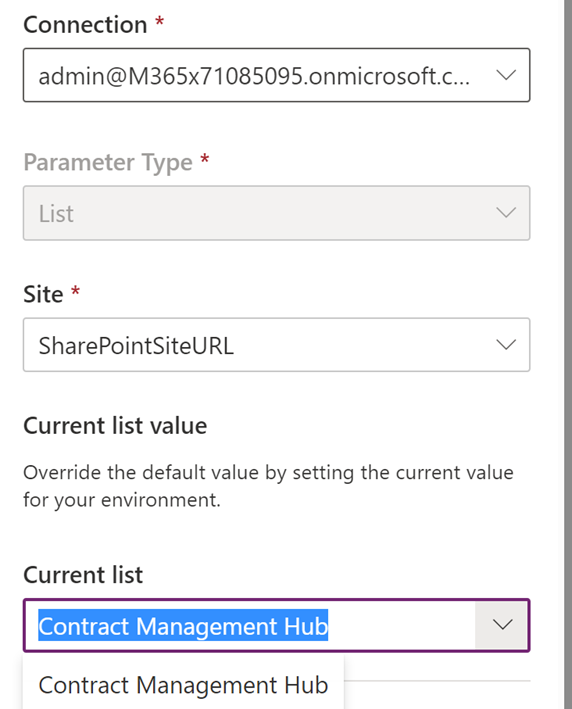 Connection *
admin@M365x71085095.onmicrosoft.c...
Parameter Type *
List
Site *
SharePointSiteURL
Current list value
Override the default value by setting the current value
for your environment.
Current list
Contract Management Hub
Contract Management Hub